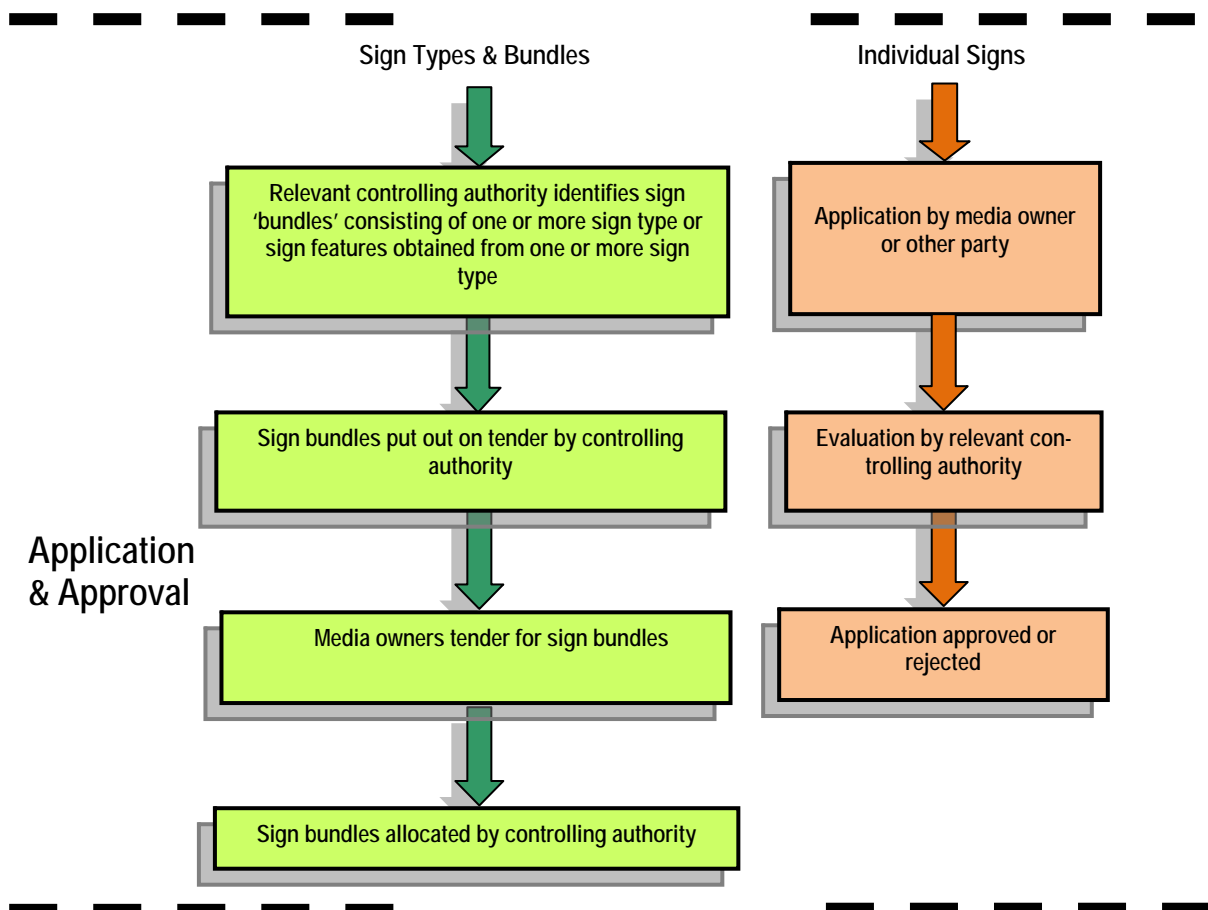 Sign Types & Bundles
Relevant controlling authority identifies sign
‘bundles’ consisting of one or more sign type or
sign features obtained from one or more sign
type
Sign bundles put out on tender by controlling
authority
Application
& Approval
Media owners tender for sign bundles
Sign bundles allocated by controlling authority
Individual Signs
Application by media owner
or other party
Evaluation by relevant con-
trolling authority
Application approved or
rejected